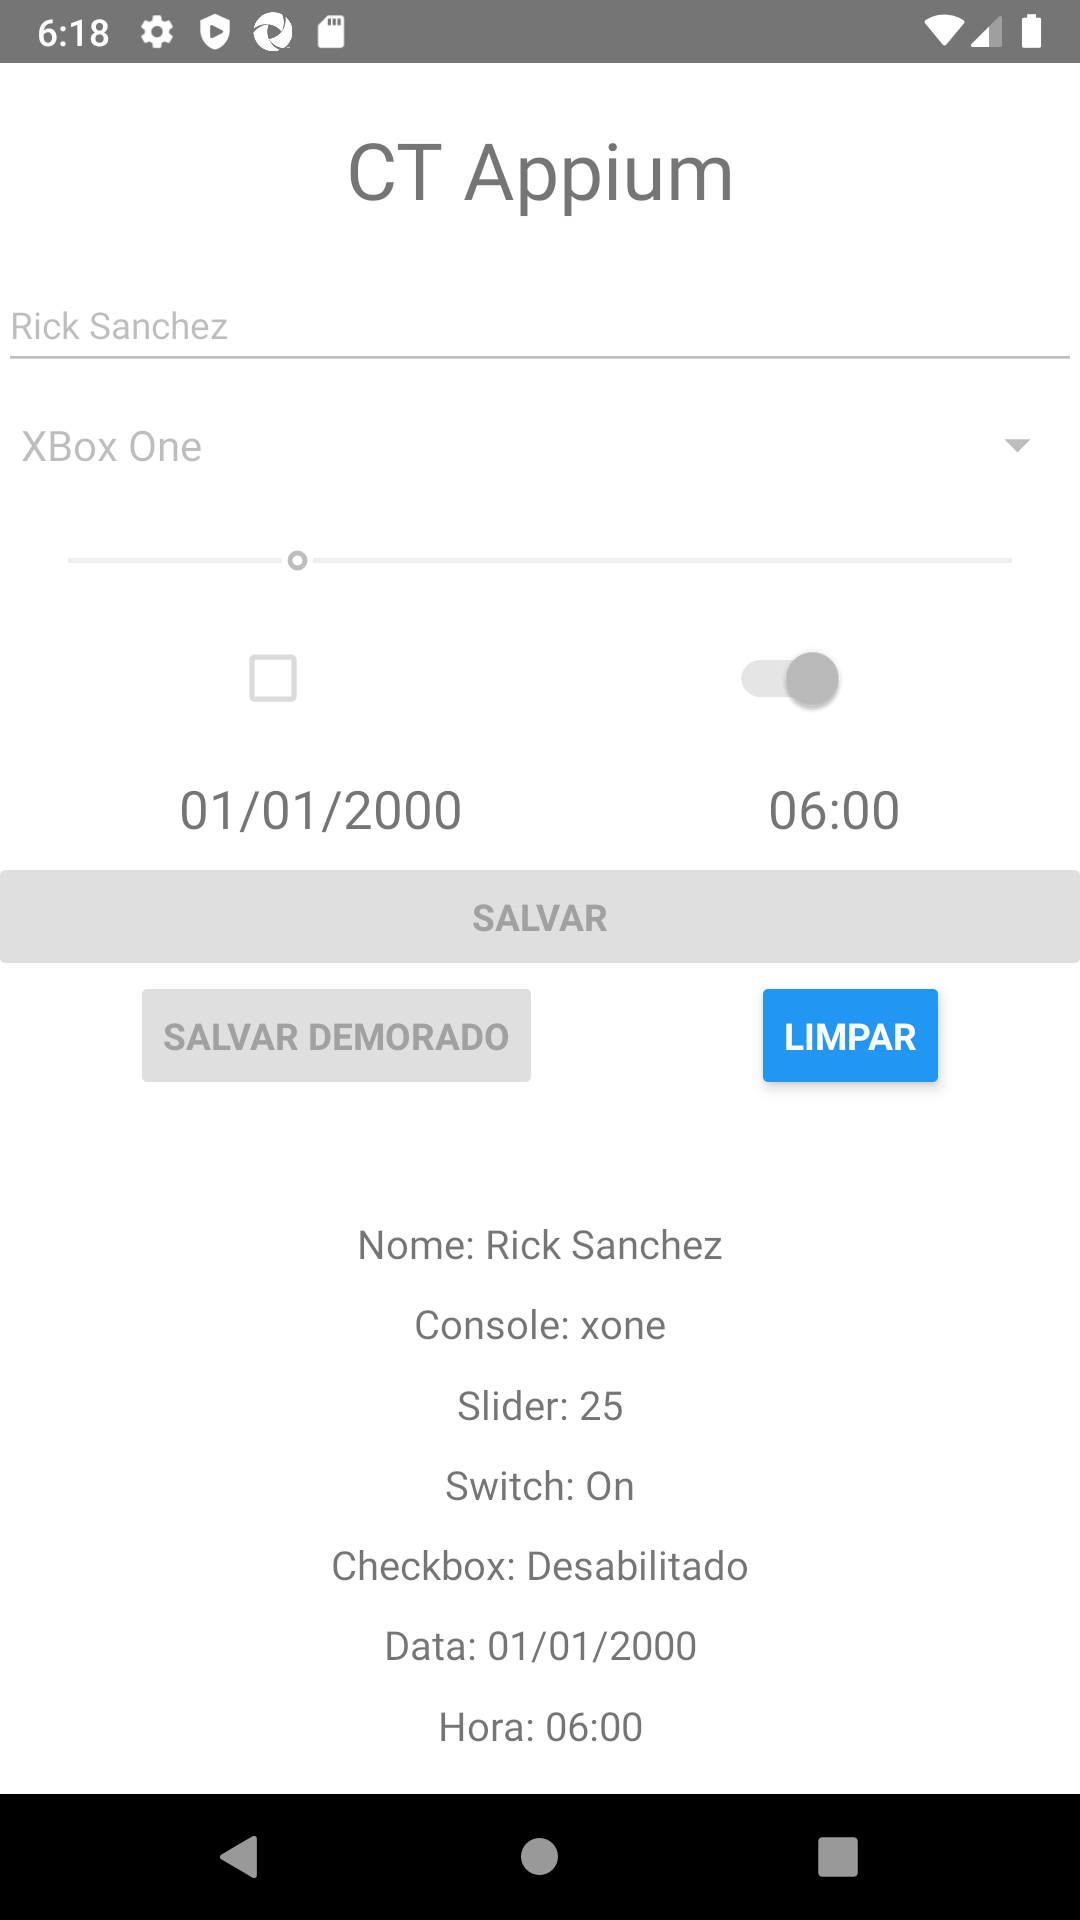 6:18
CT Appium
Rick Sanchez
XBox One
01/01/2000 06:00
SALVAR
SALVAR DEMORADO LIMPAR
Nome: Rick Sanchez
Console: xone
Slider: 25
Switch: On
Checkbox: Desabilitado
Data: 01/01/2000
Hora: 06:00